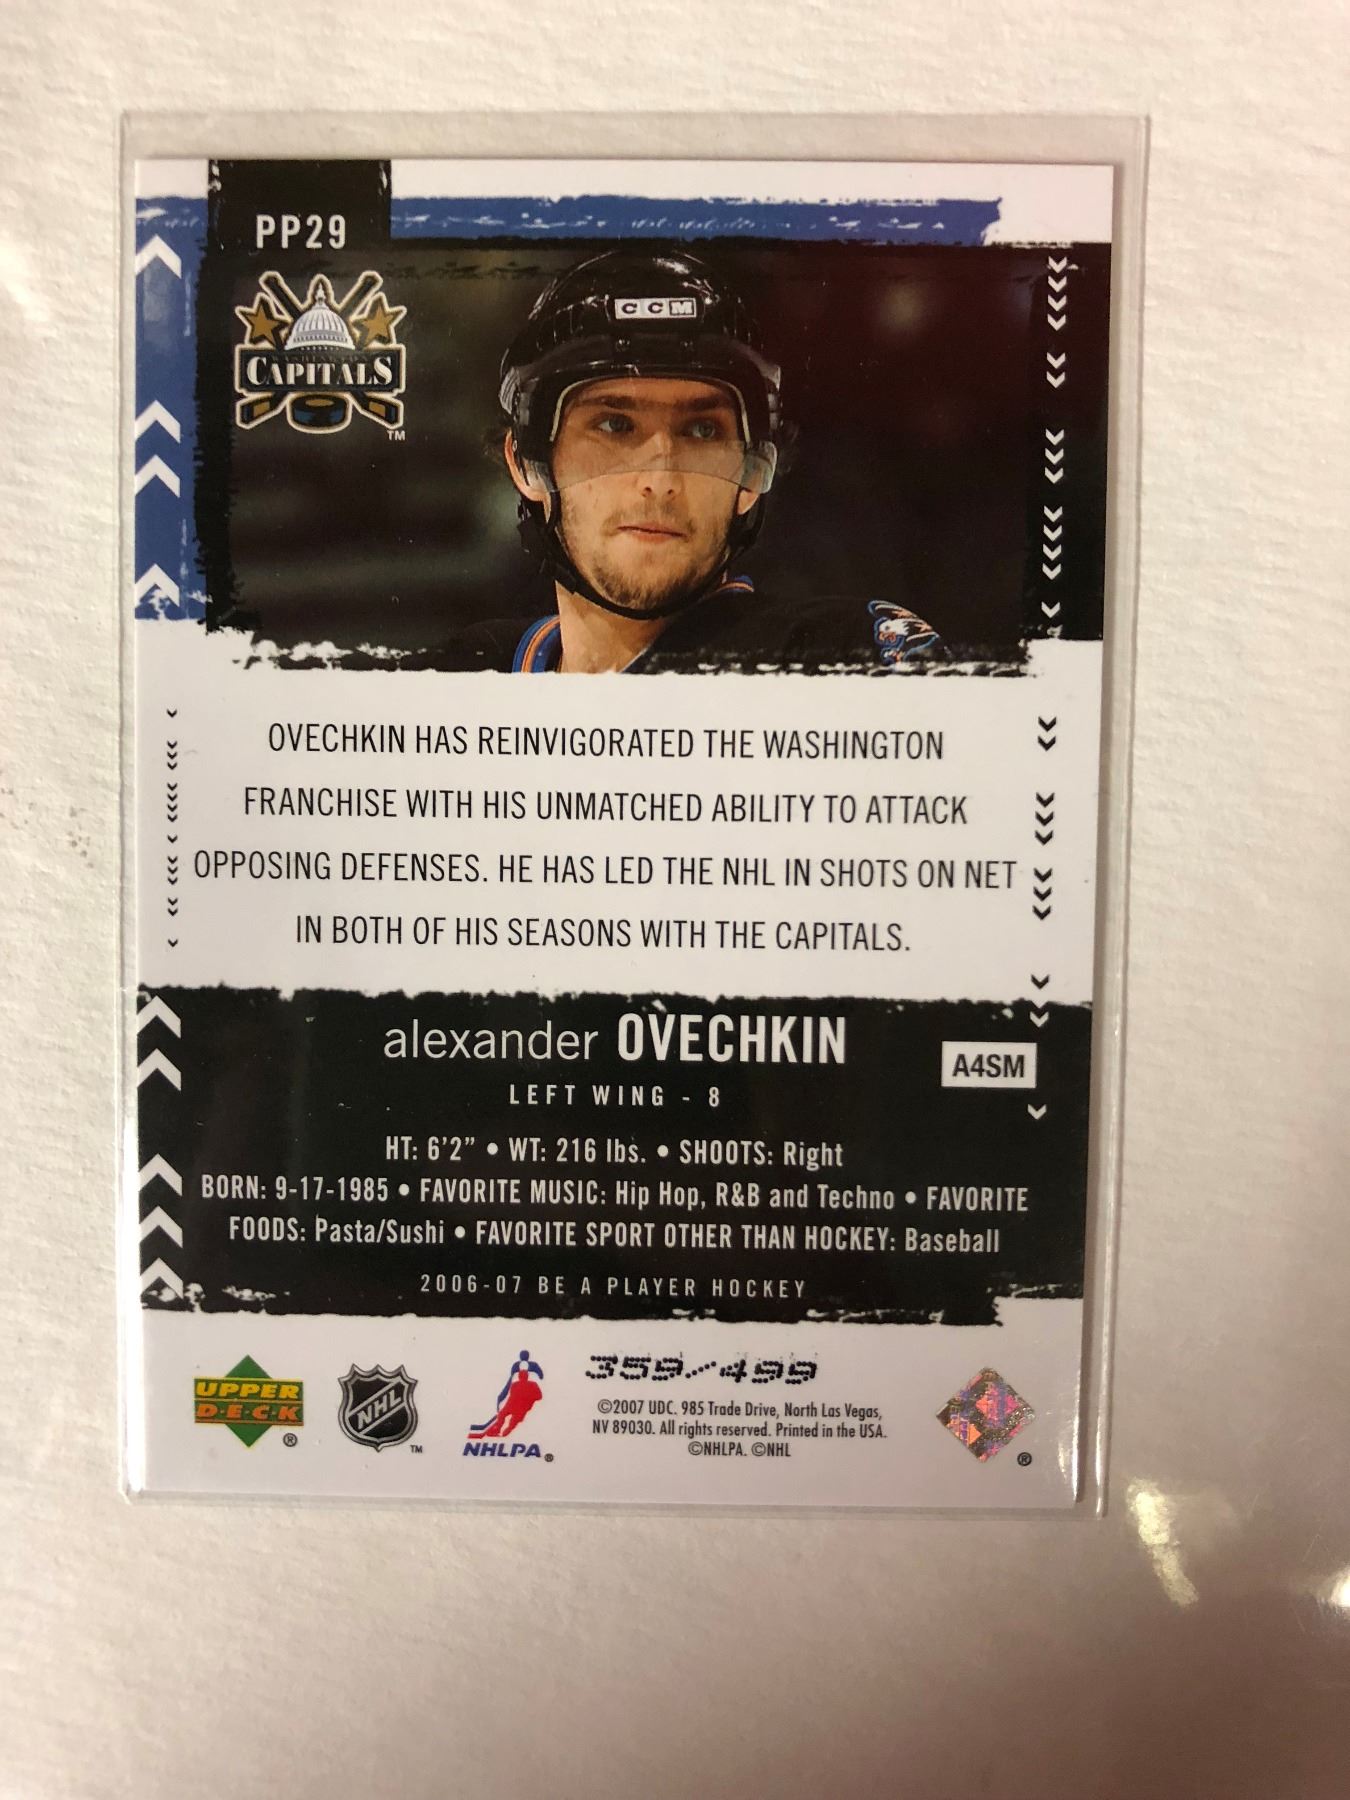 PP29
CCM
WASHINGTON
CAPITALS
TM
OVECHKIN HAS REINVIGORATED THE WASHINGTON
FRANCHISE WITH HIS UNMATCHED ABILITY TO ATTACK
OPPOSING DEFENSES. HE HAS LED THE NHL IN SHOTS ON NET
IN BOTH OF HIS SEASONS WITH THE CAPITALS.
alexander OVECHKIN
A4SM
LEFT WING - 8
HT: 6'2" • WT: 216 lbs. • SHOOTS: Right
BORN: 9-17-1985 • FAVORITE MUSIC: Hip Hop, R&B and Techno • FAVORITE
FOODS: Pasta/Sushi • FAVORITE SPORT OTHER THAN HOCKEY: Baseball
2006-07 BE A PLAYER HOCKEY
359/499
UPPER
D·E·C·K
®
NHL
TM
NHLPA®
©2007 UDC. 985 Trade Drive, North Las Vegas,
NV 89030. All rights reserved. Printed in the USA.
©NHLPA. ©NHL
®